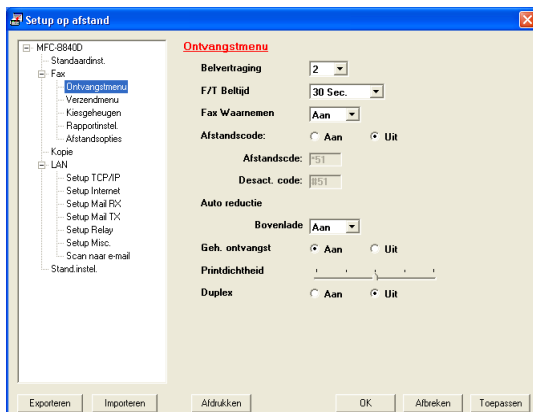 Setup op afstand
MFC-8840D
Standaardinst.
Fax
Ontvangstmenu
Verzendmenu
Kiesgeheugen
Rapportinstel.
Afstandsopties
Kopie
LAN
Setup TCP/IP
Setup Internet
Setup Mail RX
Setup Mail TX
Setup Relay
Setup Misc.
Scan naar e-mail
Stand.instel.
Ontvangstmenu
Belvertraging 2
F/T Beltijd 30 Sec.
Fax Waarnemen Aan
Afstandscode: Aan Uit
Afstandscde: *51
Desact. code: #51
Auto reductie
Bovenlade Aan
Geh. ontvangst Aan Uit
Printdichtheid
Duplex Aan Uit
Exporteren Importeren Afdrukken OK Afbreken Toepassen